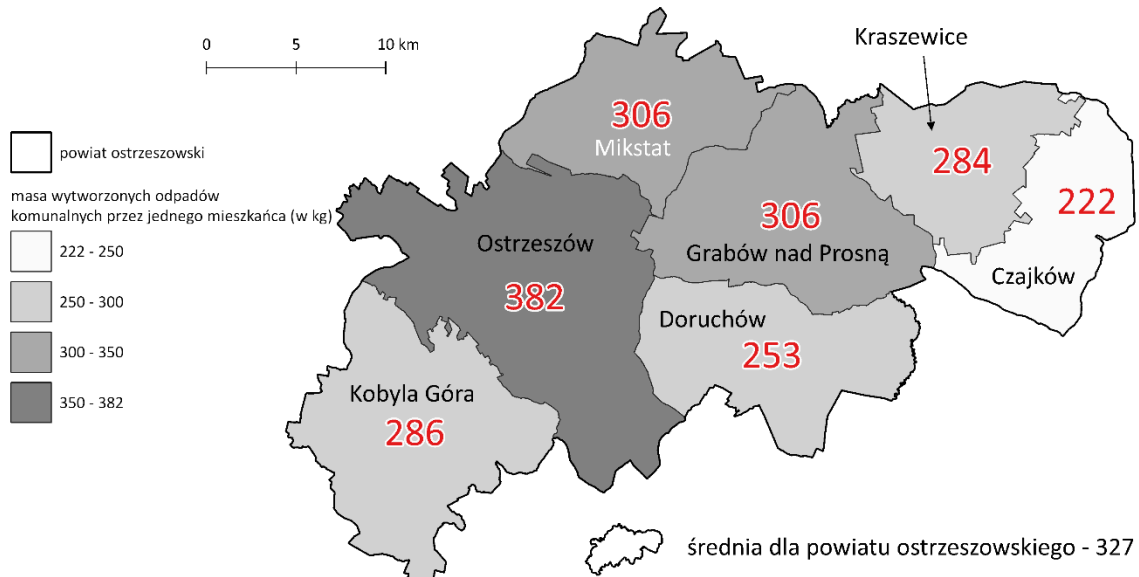 0 5 10 km
powiat ostrzeszowski
masa wytworzonych odpadów
komunalnych przez jednego mieszkańca (w kg)
222 - 250
250 - 300
300 - 350
350 - 382
Kraszewice
284
306
Mikstat
222
Czajków
306
Grabów nad Prosną
Ostrzeszów
382
Doruchów
253
Kobyla Góra
286
średnia dla powiatu ostrzeszowskiego - 327